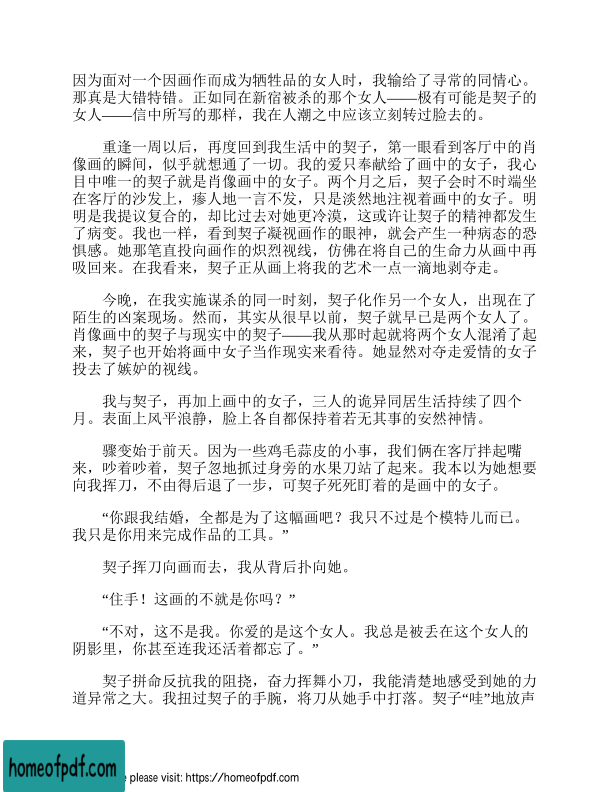 因为面对一个因画作而成为牺牲品的女人时，我输给了寻常的同情心。
那真是大错特错。正如同在新宿被杀的那个女人——极有可能是契子的
女人——信中所写的那样，我在人潮之中应该立刻转过脸去的。
重逢一周以后，再度回到我生活中的契子，第一眼看到客厅中的肖
像画的瞬间，似乎就想通了一切。我的爱只奉献给了画中的女子，我心
目中唯一的契子就是肖像画中的女子。两个月之后，契子会时不时端坐
在客厅的沙发上，瘆人地一言不发，只是淡然地注视着画中的女子。明
明是我提议复合的，却比过去对她更冷漠，这或许让契子的精神都发生
了病变。我也一样，看到契子凝视画作的眼神，就会产生一种病态的恐
惧感。她那笔直投向画作的炽烈视线，仿佛在将自己的生命力从画中再
吸回来。在我看来，契子正从画上将我的艺术一点一滴地剥夺走。
今晚，在我实施谋杀的同一时刻，契子化作另一个女人，出现在了
陌生的凶案现场。然而，其实从很早以前，契子就早已是两个女人了。
肖像画中的契子与现实中的契子——我从那时起就将两个女人混淆了起
来，契子也开始将画中女子当作现实来看待。她显然对夺走爱情的女子
投去了嫉妒的视线。
我与契子，再加上画中的女子，三人的诡异同居生活持续了四个
月。表面上风平浪静，脸上各自都保持着若无其事的安然神情。
骤变始于前天。因为一些鸡毛蒜皮的小事，我们俩在客厅拌起嘴
来，吵着吵着，契子忽地抓过身旁的水果刀站了起来。我本以为她想要
向我挥刀，不由得后退了一步，可契子死死盯着的是画中的女子。
“你跟我结婚，全都是为了这幅画吧？我只不过是个模特儿而已。
我只是你用来完成作品的工具。”
契子挥刀向画而去，我从背后扑向她。
“住手！这画的不就是你吗？”
“不对，这不是我。你爱的是这个女人。我总是被丢在这个女人的
阴影里，你甚至连我还活着都忘了。”
契子拼命反抗我的阻挠，奋力挥舞小刀，我能清楚地感受到她的力
道异常之大。我扭过契子的手腕，将刀从她手中打落。契子“哇”地放声
homeofpdf.com
please visit: https://homeofpdf.com